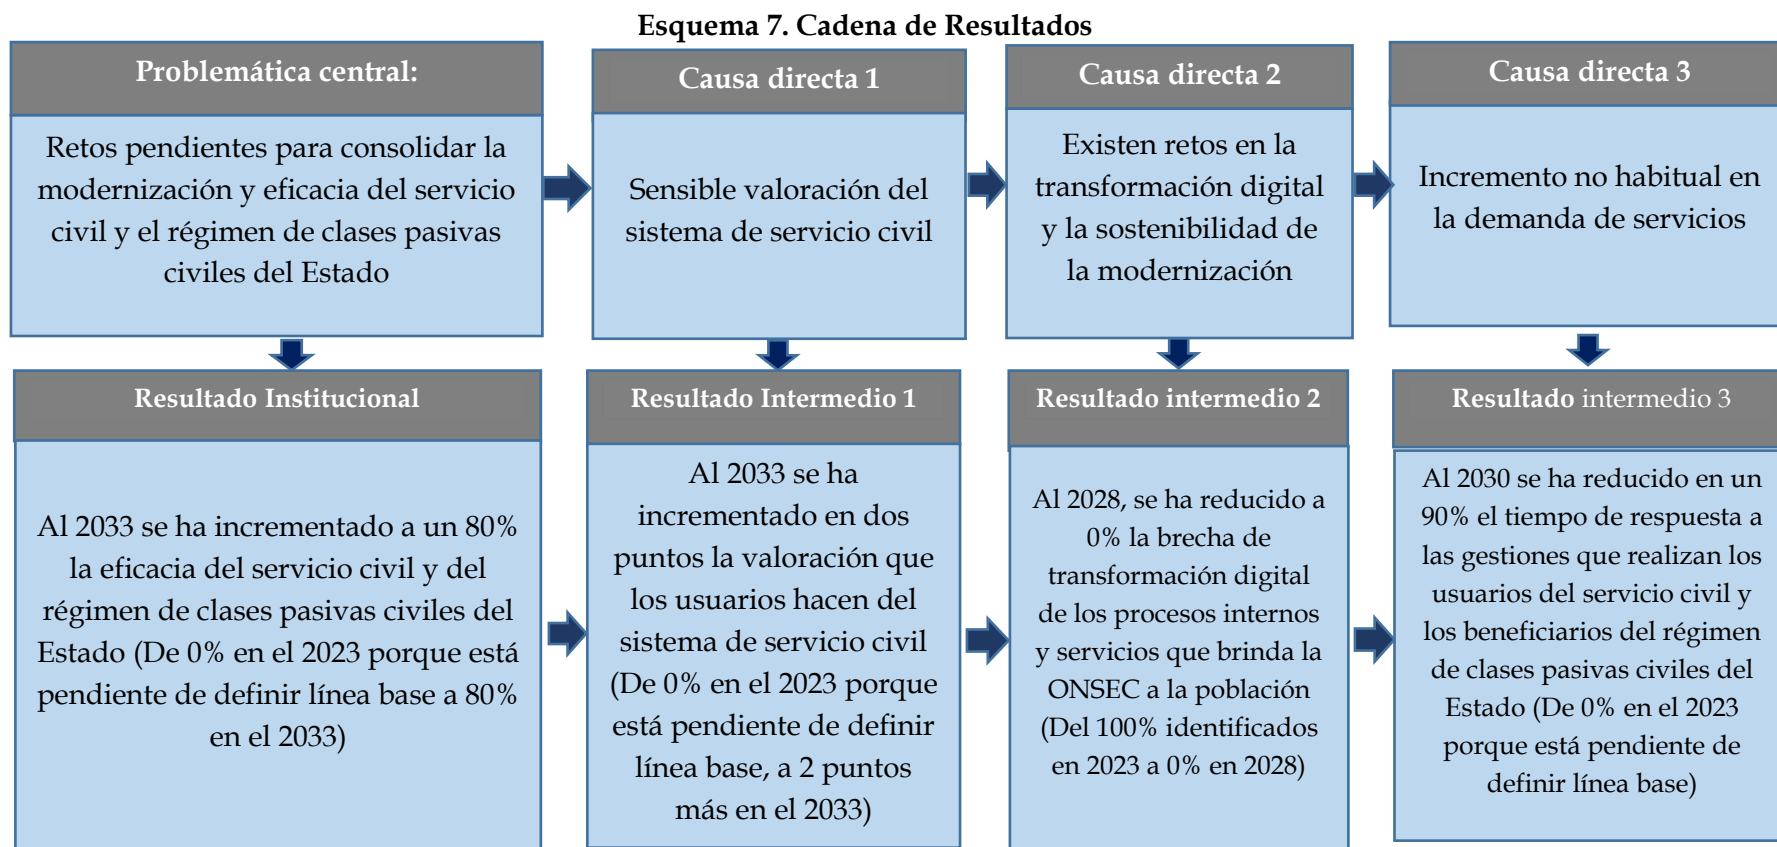 Esquema 7. Cadena de Resultados
Problemática central:
Retos pendientes para consolidar la
modernización y eficacia del servicio
civil y el régimen de clases pasivas
civiles del Estado
Causa directa 1
Sensible valoración del
sistema de servicio civil
Causa directa 2
Existen retos en la
transformación digital
y la sostenibilidad de
la modernización
Causa directa 3
Incremento no habitual en
la demanda de servicios
Resultado Institucional
Al 2033 se ha incrementado a un 80%
la eficacia del servicio civil y del
régimen de clases pasivas civiles del
Estado (De 0% en el 2023 porque está
pendiente de definir línea base a 80%
en el 2033)
Resultado Intermedio 1
Al 2033 se ha
incrementado en dos
puntos la valoración que
los usuarios hacen del
sistema de servicio civil
(De 0% en el 2023 porque
está pendiente de definir
línea base, a 2 puntos
más en el 2033)
Resultado intermedio 2
Al 2028, se ha reducido a
0% la brecha de
transformación digital
de los procesos internos
y servicios que brinda la
ONSEC a la población
(Del 100% identificados
en 2023 a 0% en 2028)
Resultado intermedio 3
Al 2030 se ha reducido en un
90% el tiempo de respuesta a
las gestiones que realizan los
usuarios del servicio civil y
los beneficiarios del régimen
de clases pasivas civiles del
Estado (De 0% en el 2023
porque está pendiente de
definir línea base)